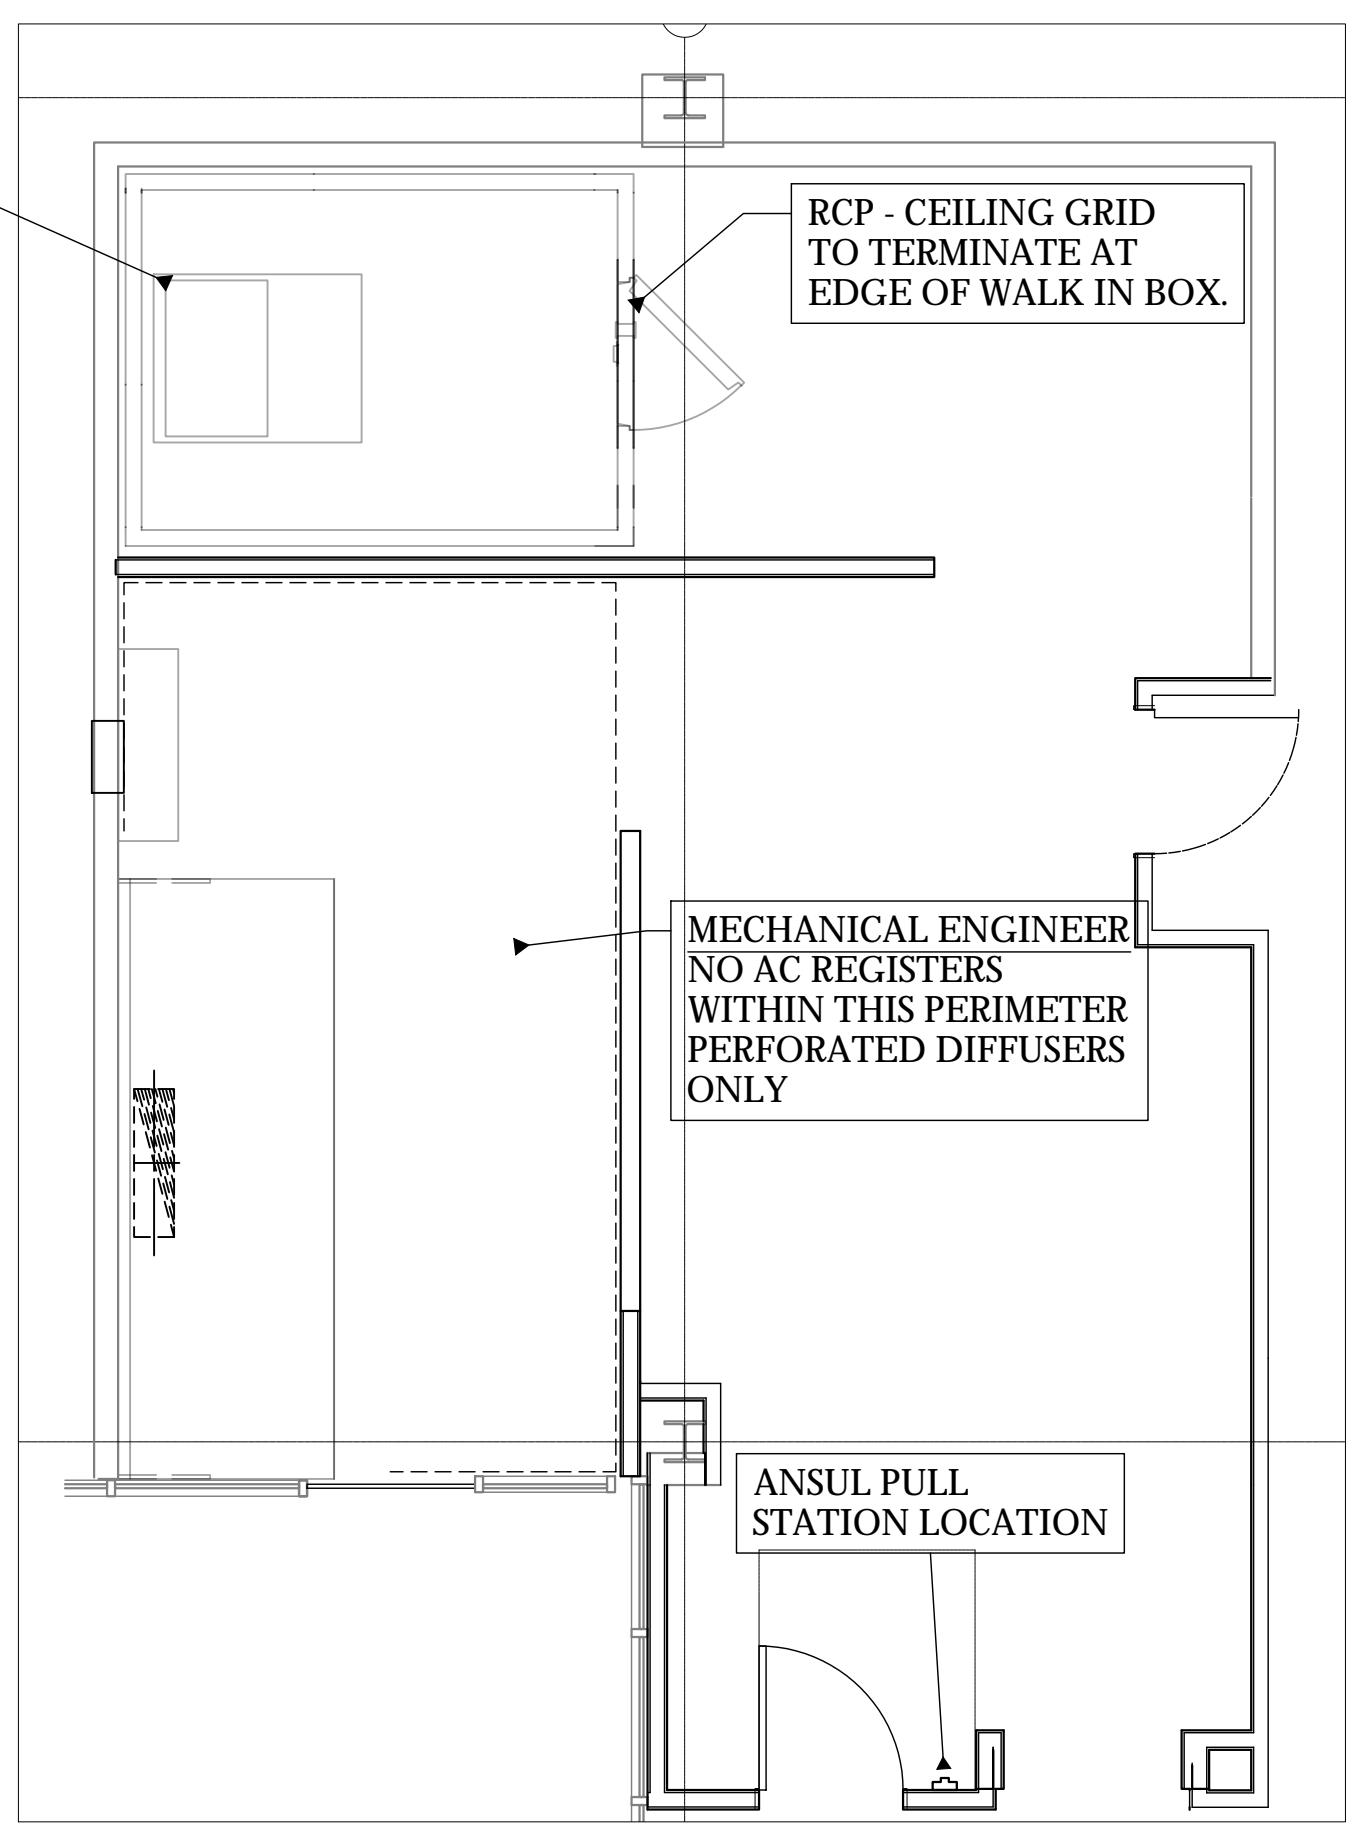 RCP - CEILING GRID
TO TERMINATE AT
EDGE OF WALK IN BOX.
MECHANICAL ENGINEER
NO AC REGISTERS
WITHIN THIS PERIMETER
PERFORATED DIFFUSERS
ONLY
ANSUL PULL
STATION LOCATION